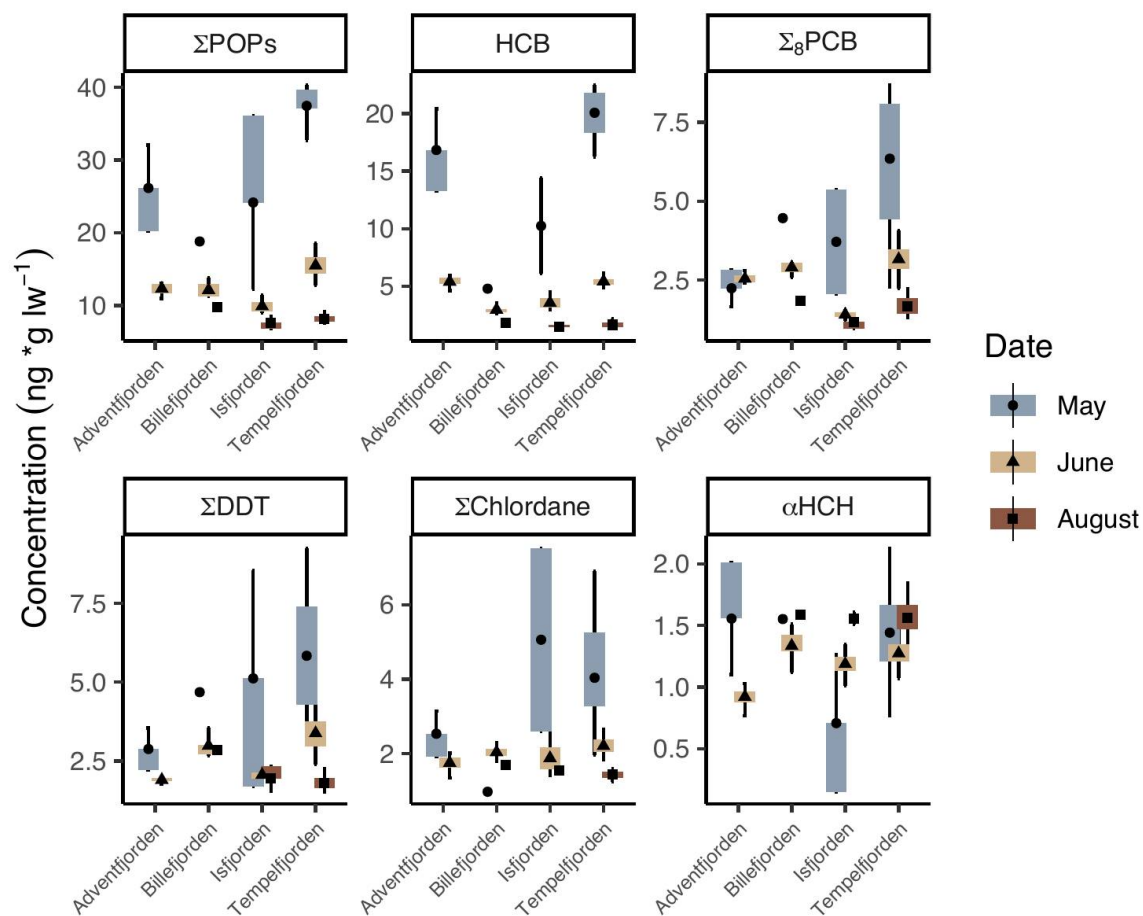 ΣPOPs
HCB
Σ₈PCB
Concentration (ng *g lw⁻¹)
40
30
20
10
20
15
10
5
7.5
5.0
2.5
Adventfjorden
Billefjorden
Isfjorden
Tempelfjorden
Adventfjorden
Billefjorden
Isfjorden
Tempelfjorden
Adventfjorden
Billefjorden
Isfjorden
Tempelfjorden
Date
May
June
August
ΣDDT
ΣChlordane
αHCH
7.5
5.0
2.5
6
4
2
2.0
1.5
1.0
0.5
Adventfjorden
Billefjorden
Isfjorden
Tempelfjorden
Adventfjorden
Billefjorden
Isfjorden
Tempelfjorden
Adventfjorden
Billefjorden
Isfjorden
Tempelfjorden